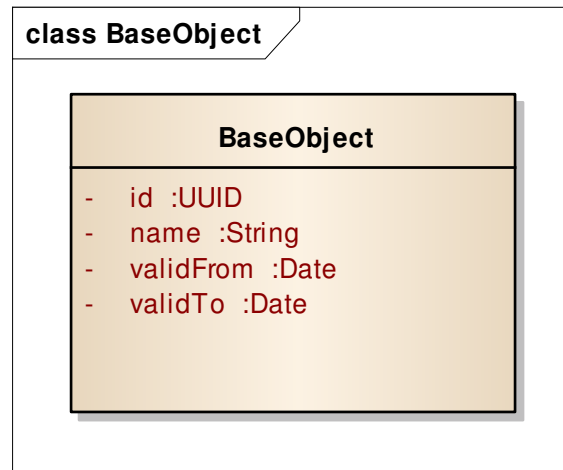 class BaseObject
BaseObject
- id :UUID
- name :String
- validFrom :Date
- validTo :Date